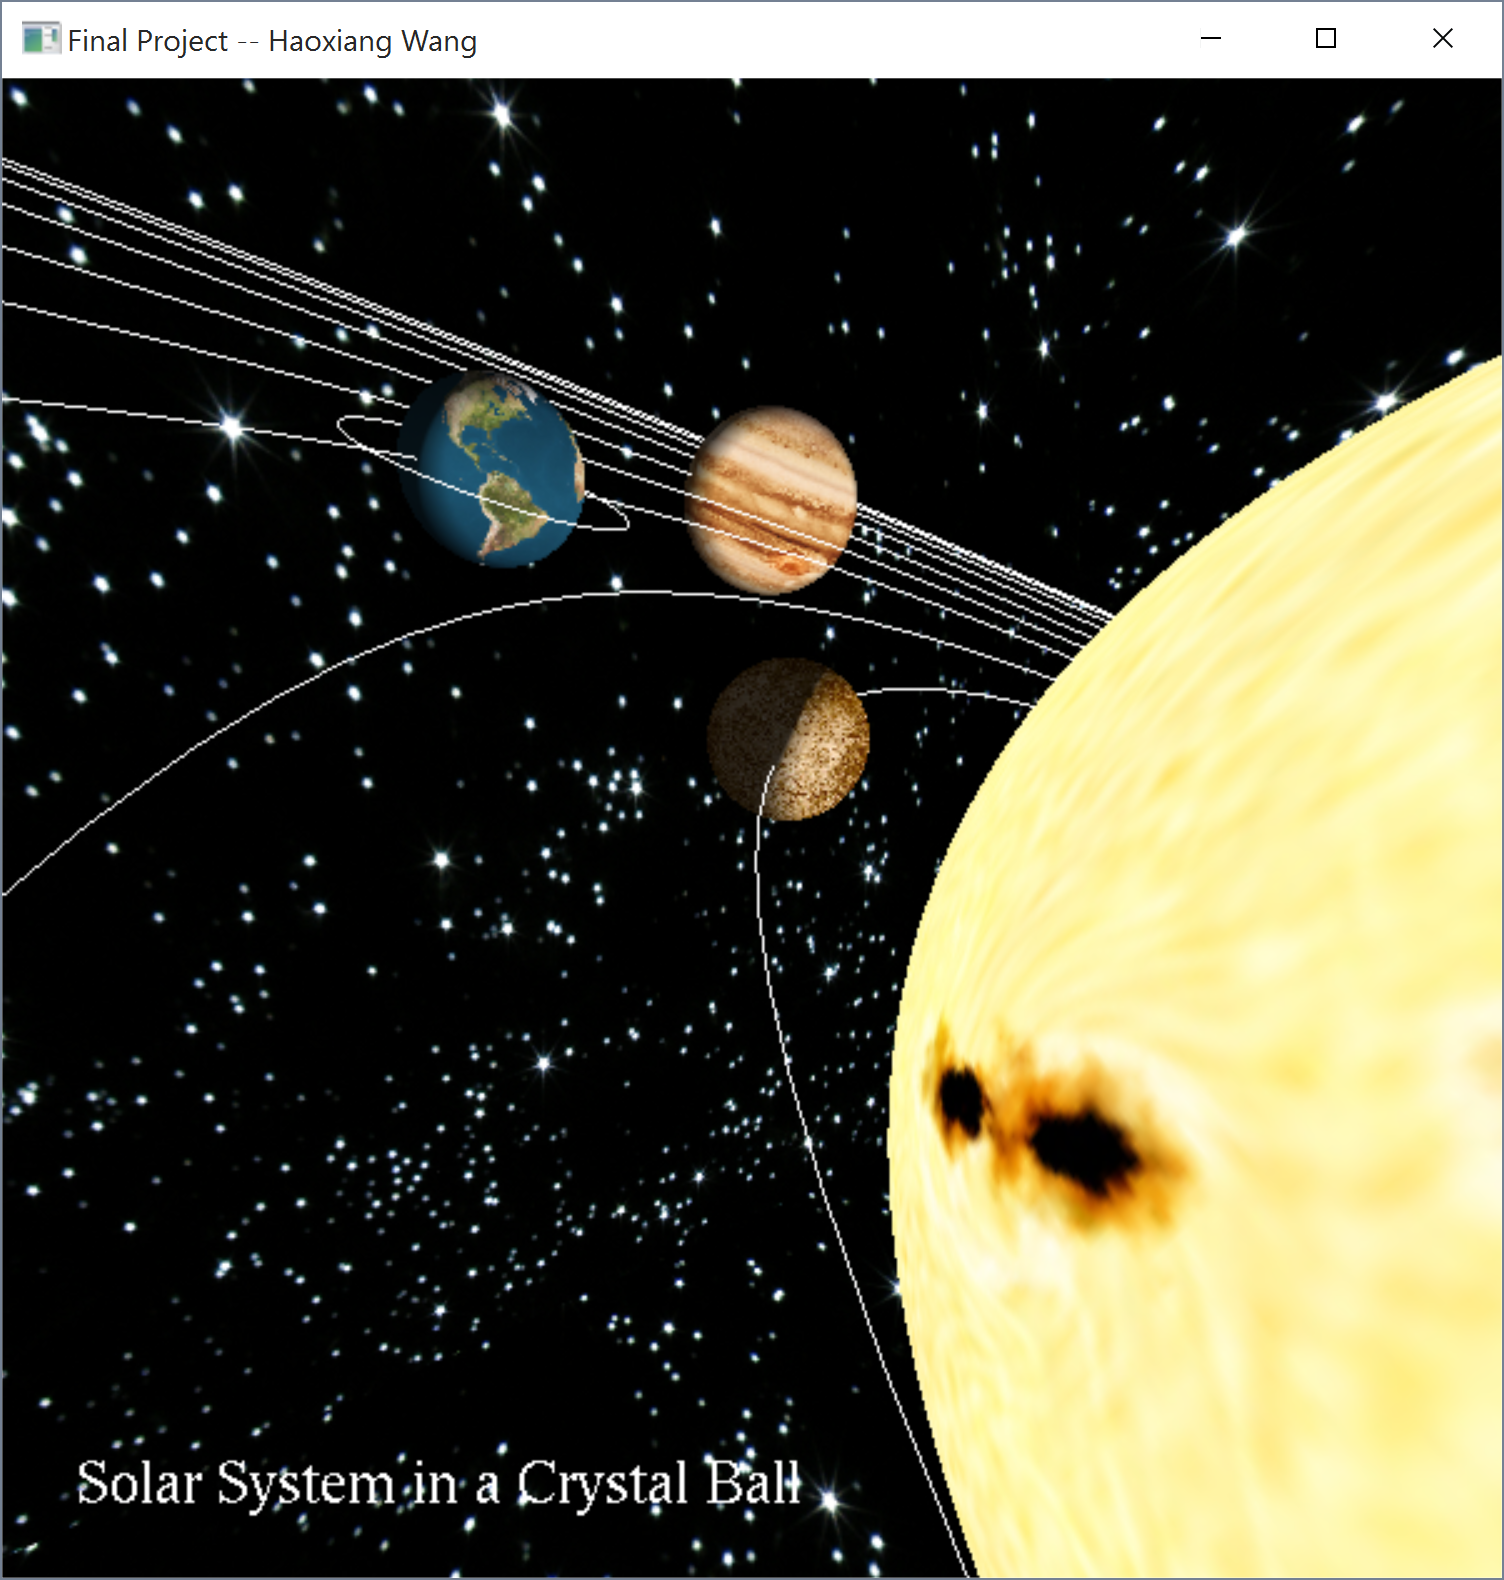 Final Project -- Haoxiang Wang
Solar System in a Crystal Ball